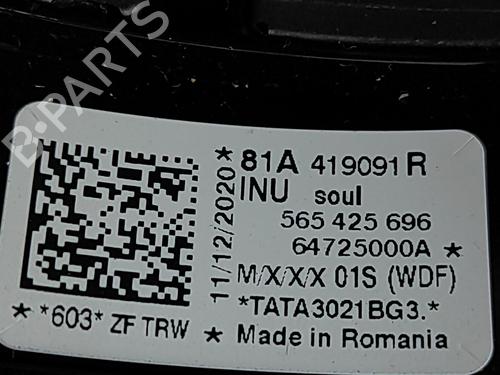 B-PARTS
*81A 419091R
INU soul
565 425 696
64725000A *
M/X/X/X 01S (WDF)
*TATA3021BG3.*
* Made in Romania
11/12/2020
* *603* ZF TRW